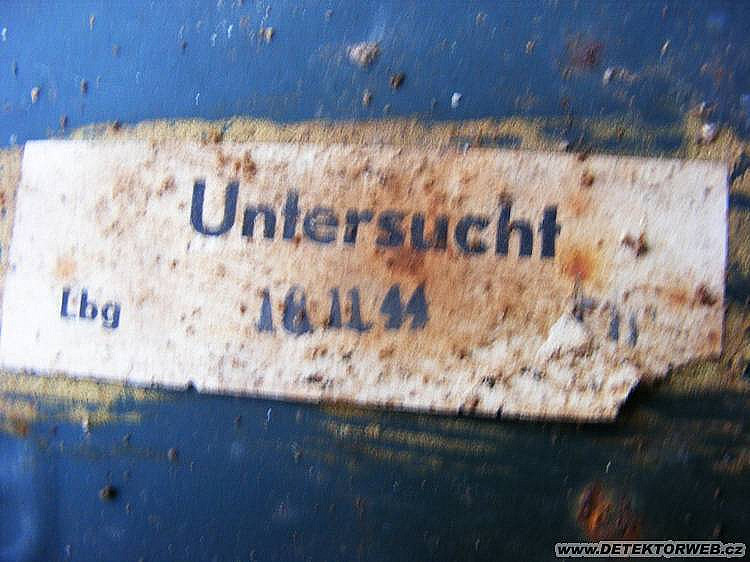 Untersucht
Lbg 18 11 44
www.DETEKTORWEB.cz